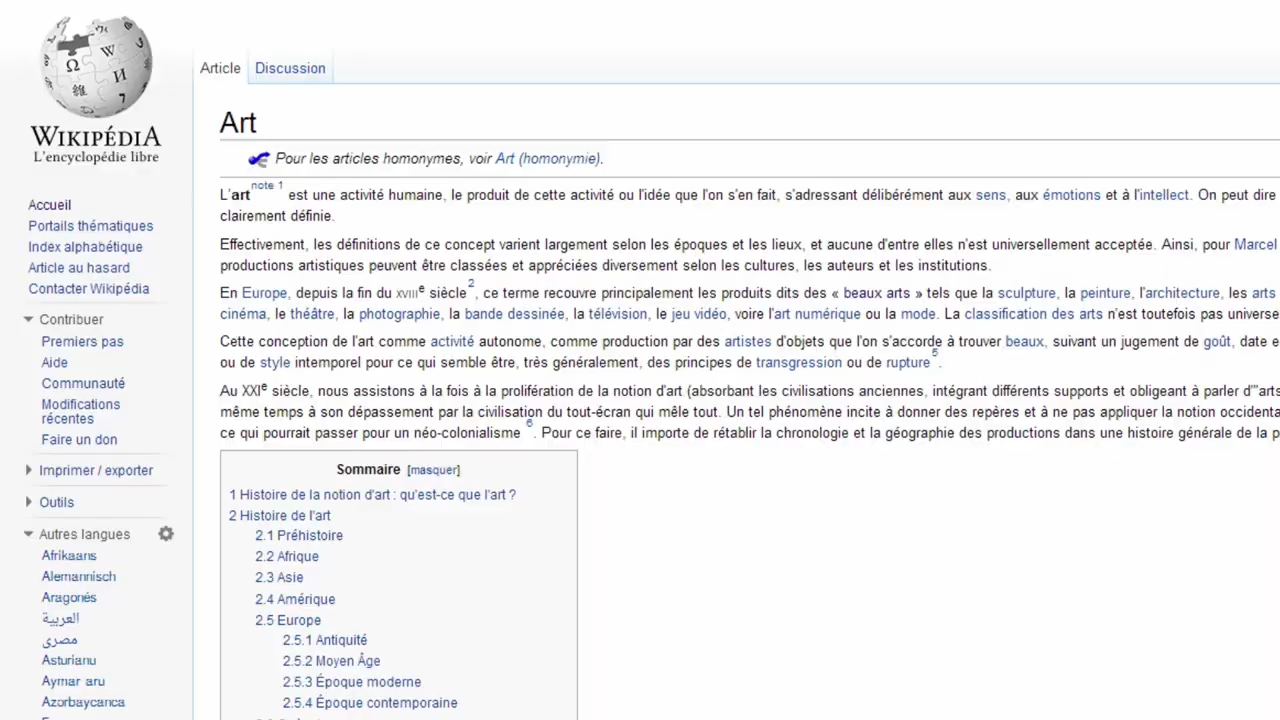 WIKIPÉDIA
L'encyclopédie libre
Accueil
Portails thématiques
Index alphabétique
Article au hasard
Contacter Wikipédia
Contribuer
Premiers pas
Aide
Communauté
Modifications
récentes
Faire un don
Imprimer / exporter
Outils
Autres langues
Afrikaans
Alemannisch
Aragonés
العربية
مصرى
Asturianu
Aymar aru
Azərbaycanca
Article Discussion
Art
Pour les articles homonymes, voir Art (homonymie).
L'art note 1 est une activité humaine, le produit de cette activité ou l'idée que l'on s'en fait, s'adressant délibérément aux sens, aux émotions et à l'intellect. On peut dire
clairement définie.
Effectivement, les définitions de ce concept varient largement selon les époques et les lieux, et aucune d'entre elles n'est universellement acceptée. Ainsi, pour Marcel
productions artistiques peuvent être classées et appréciées diversement selon les cultures, les auteurs et les institutions.
En Europe, depuis la fin du XVIIIe siècle 2, ce terme recouvre principalement les produits dits des « beaux arts » tels que la sculpture, la peinture, l'architecture, les arts
cinéma, le théâtre, la photographie, la bande dessinée, la télévision, le jeu vidéo, voire l'art numérique ou la mode. La classification des arts n'est toutefois pas universe
Cette conception de l'art comme activité autonome, comme production par des artistes d'objets que l'on s'accorde à trouver beaux, suivant un jugement de goût, date e
ou de style intemporel pour ce qui semble être, très généralement, des principes de transgression ou de rupture 5.
Au XXIe siècle, nous assistons à la fois à la prolifération de la notion d'art (absorbant les civilisations anciennes, intégrant différents supports et obligeant à parler d'"arts
même temps à son dépassement par la civilisation du tout-écran qui mêle tout. Un tel phénomène incite à donner des repères et à ne pas appliquer la notion occidenta
ce qui pourrait passer pour un néo-colonialisme 6. Pour ce faire, il importe de rétablir la chronologie et la géographie des productions dans une histoire générale de la p
Sommaire [masquer]
1 Histoire de la notion d'art : qu'est-ce que l'art ?
2 Histoire de l'art
2.1 Préhistoire
2.2 Afrique
2.3 Asie
2.4 Amérique
2.5 Europe
2.5.1 Antiquité
2.5.2 Moyen Âge
2.5.3 Époque moderne
2.5.4 Époque contemporaine